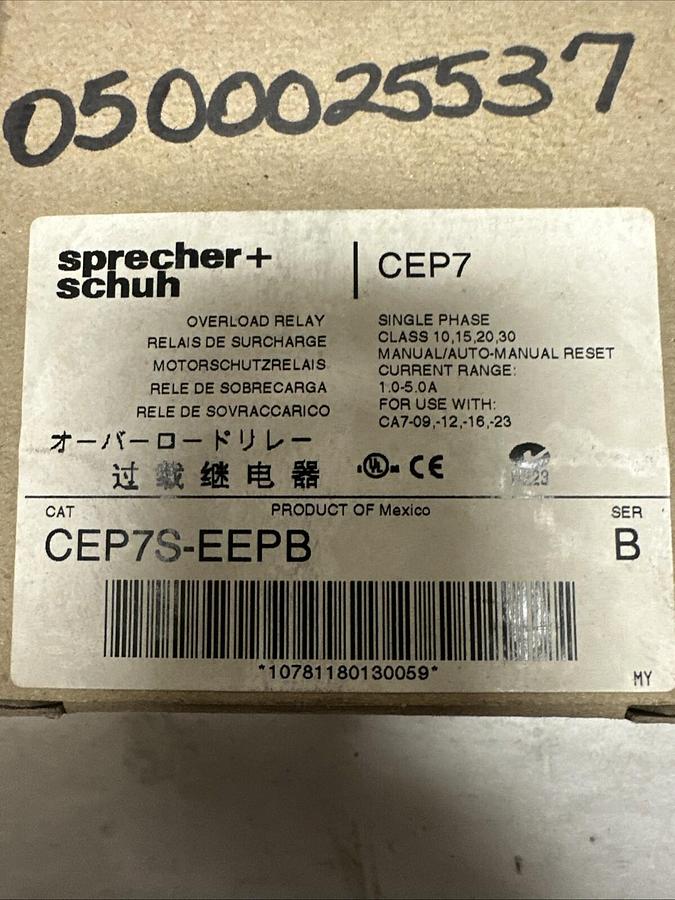 0500025537
sprecher+
schuh
CEP7
OVERLOAD RELAY
RELAIS DE SURCHARGE
MOTORSCHUTZRELAIS
RELE DE SOBRECARGA
RELE DE SOVRACCARICO
オーバーロードリレー
过载继电器
SINGLE PHASE
CLASS 10,15,20,30
MANUAL/AUTO-MANUAL RESET
CURRENT RANGE:
1.0-5.0A
FOR USE WITH:
CA7-09,-12,-16,-23
UL CE
CAT PRODUCT OF Mexico SER
CEP7S-EEPB B
*10781180130059*
MY